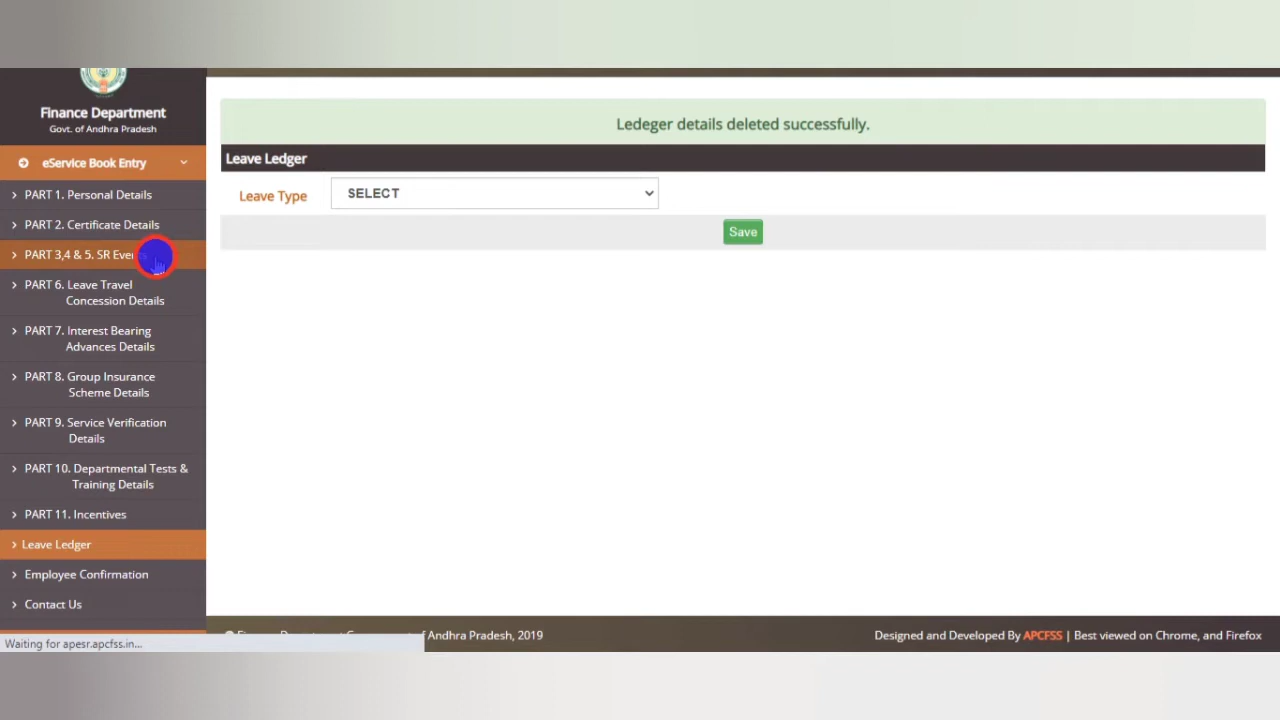 Finance Department
Govt. of Andhra Pradesh
eService Book Entry
PART 1. Personal Details
PART 2. Certificate Details
PART 3,4 & 5. SR
PART 6. Leave Travel
Concession Details
PART 7. Interest Bearing
Advances Details
PART 8. Group Insurance
Scheme Details
PART 9. Service Verification
Details
PART 10. Departmental Tests &
Training Details
PART 11. Incentives
Leave Ledger
Employee Confirmation
Contact Us
Waiting for apesr.apcfss.in...
Ledeger details deleted successfully.
Leave Ledger
Leave Type
SELECT
Save
Andhra Pradesh, 2019
Designed and Developed By APCFSS | Best viewed on Chrome, and Firefox